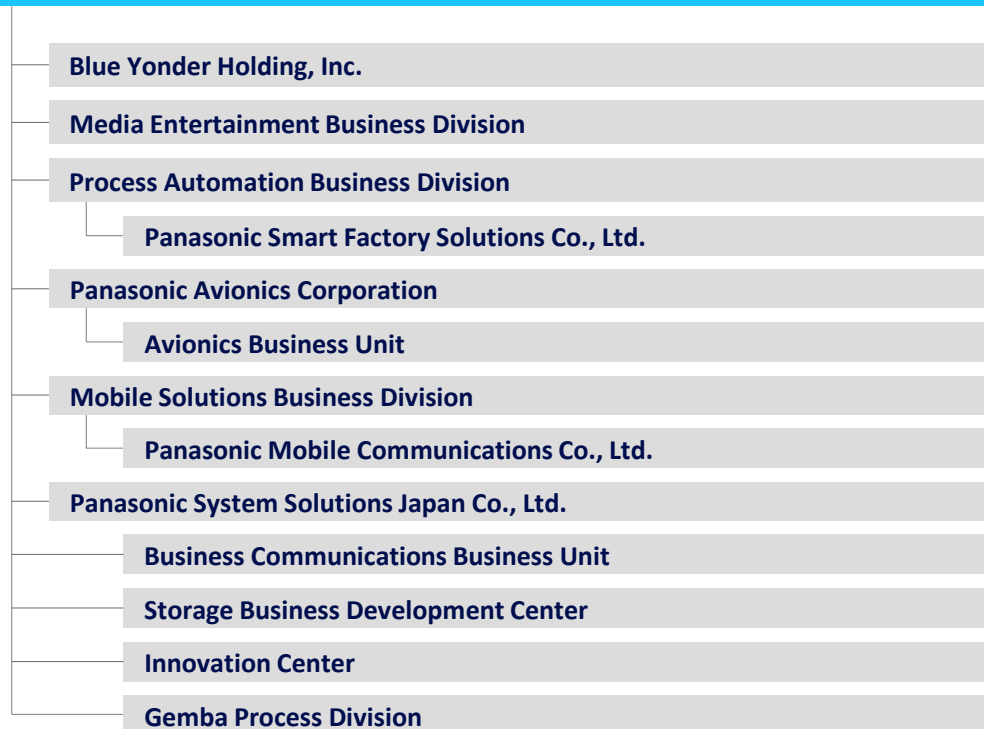 Blue Yonder Holding, Inc.
Media Entertainment Business Division
Process Automation Business Division
Panasonic Smart Factory Solutions Co., Ltd.
Panasonic Avionics Corporation
Avionics Business Unit
Mobile Solutions Business Division
Panasonic Mobile Communications Co., Ltd.
Panasonic System Solutions Japan Co., Ltd.
Business Communications Business Unit
Storage Business Development Center
Innovation Center
Gemba Process Division